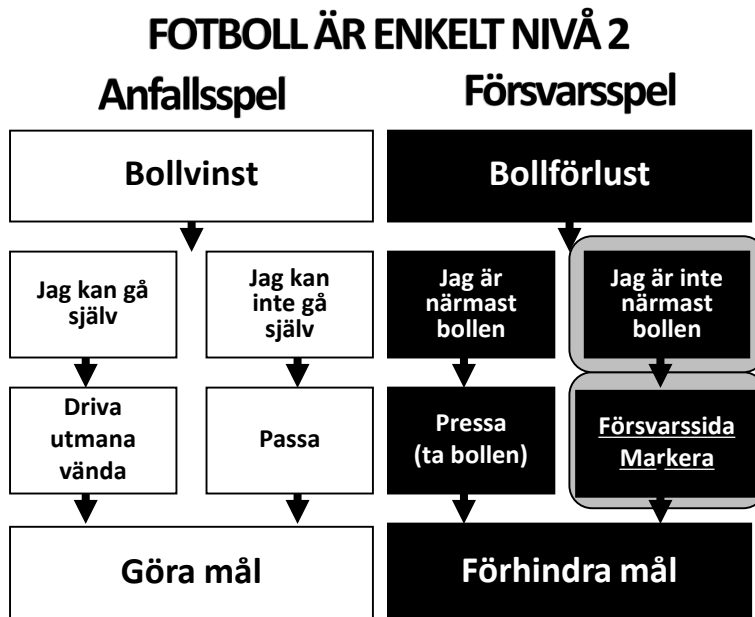 FOTBOLL ÄR ENKELT NIVÅ 2
Anfallsspel
Försvarsspel
Bollvinst
Bollförlust
Jag kan gå
själv
Jag kan
inte gå
själv
Jag är
närmast
bollen
Jag är inte
närmast
bollen
Driva
utmana
vända
Passa
Pressa
(ta bollen)
Försvarssida
Markera
Göra mål
Förhindra mål